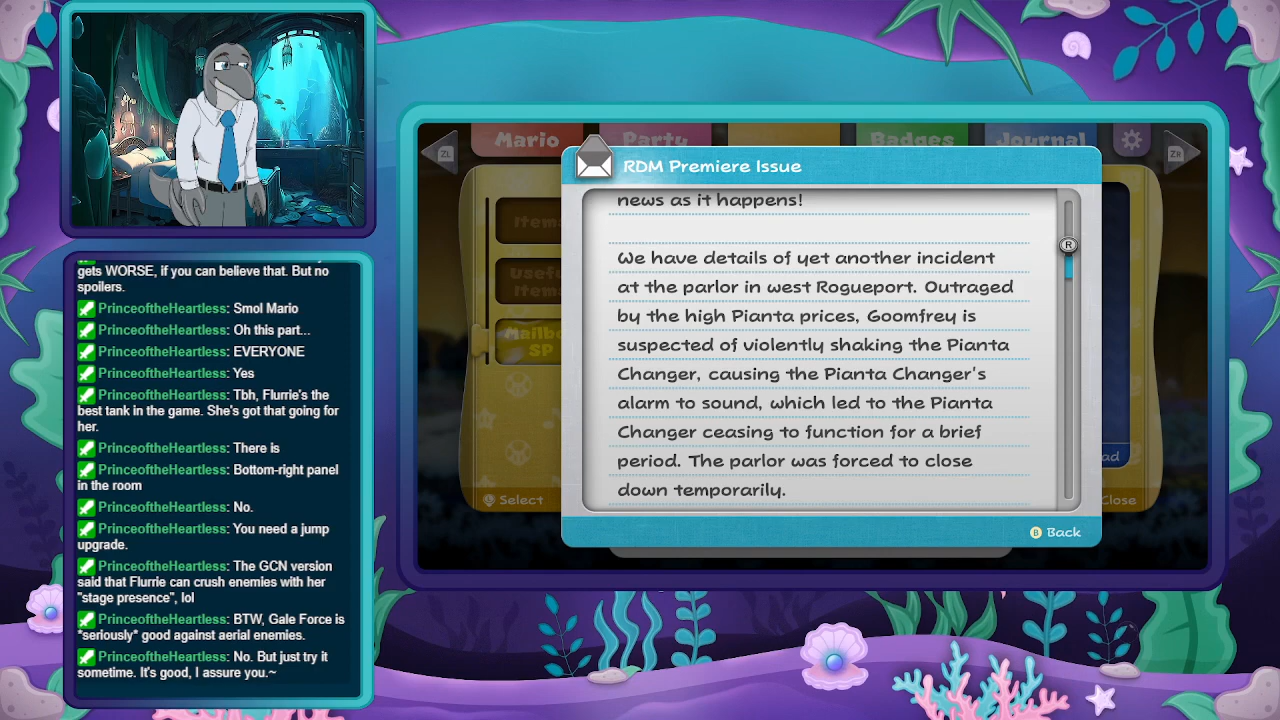 gets WORSE, if you can believe that. But no
spoilers.
PrinceoftheHeartless: Smol Mario
PrinceoftheHeartless: Oh this part...
PrinceoftheHeartless: EVERYONE
PrinceoftheHeartless: Yes
PrinceoftheHeartless: Tbh, Flurrie's the
best tank in the game. She's got that going for
her.
PrinceoftheHeartless: There is
PrinceoftheHeartless: Bottom-right panel
in the room
PrinceoftheHeartless: No.
PrinceoftheHeartless: You need a jump
upgrade.
PrinceoftheHeartless: The GCN version
said that Flurrie can crush enemies with her
"stage presence", lol
PrinceoftheHeartless: BTW, Gale Force is
*seriously* good against aerial enemies.
PrinceoftheHeartless: No. But just try it
sometime. It's good, I assure you.~
ZL
Mario
Party
Badges
Journal
ZR
Items
Useful
Items
Mailbo
SP
L Select
ad
Close
RDM Premiere Issue
news as it happens!
We have details of yet another incident
at the parlor in west Rogueport. Outraged
by the high Pianta prices, Goomfrey is
suspected of violently shaking the Pianta
Changer, causing the Pianta Changer's
alarm to sound, which led to the Pianta
Changer ceasing to function for a brief
period. The parlor was forced to close
down temporarily.
R
B Back